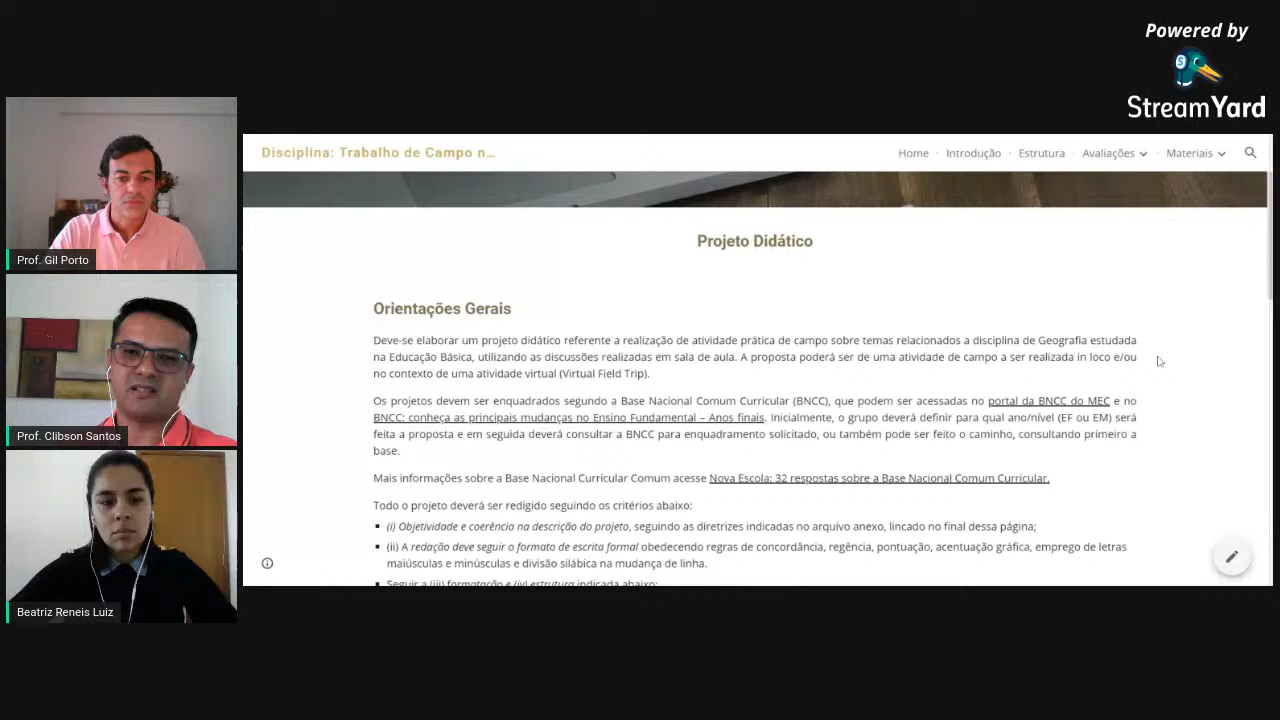 Powered by
StreamYard
Prof. Gil Porto
Prof. Clibson Santos
Beatriz Reneis Luiz
Disciplina: Trabalho de Campo n...
Home · Introdução · Estrutura · Avaliações · Materiais
Projeto Didático
Orientações Gerais
Deve-se elaborar um projeto didático referente a realização de atividade prática de campo sobre temas relacionados a disciplina de Geografia estudada
na Educação Básica, utilizando as discussões realizadas em sala de aula. A proposta poderá ser de uma atividade de campo a ser realizada in loco e/ou
no contexto de uma atividade virtual (Virtual Field Trip).
Os projetos devem ser enquadrados segundo a Base Nacional Comum Curricular (BNCC), que podem ser acessadas no portal da BNCC do MEC e no
BNCC: conheça as principais mudanças no Ensino Fundamental – Anos finais. Inicialmente, o grupo deverá definir para qual ano/nível (EF ou EM) será
feita a proposta e em seguida deverá consultar a BNCC para enquadramento solicitado, ou também pode ser feito o caminho, consultando primeiro a
base.
Mais informações sobre a Base Nacional Curricular Comum acesse Nova Escola: 32 respostas sobre a Base Nacional Comum Curricular.
Todo o projeto deverá ser redigido seguindo os critérios abaixo:
▪ (i) Objetividade e coerência na descrição do projeto, seguindo as diretrizes indicadas no arquivo anexo, lincado no final dessa página;
▪ (ii) A redação deve seguir o formato de escrita formal obedecendo regras de concordância, regência, pontuação, acentuação gráfica, emprego de letras
maiúsculas e minúsculas e divisão silábica na mudança de linha.
▪ Seguir a (iii) formatação e (iv) estrutura indicada abaixo: